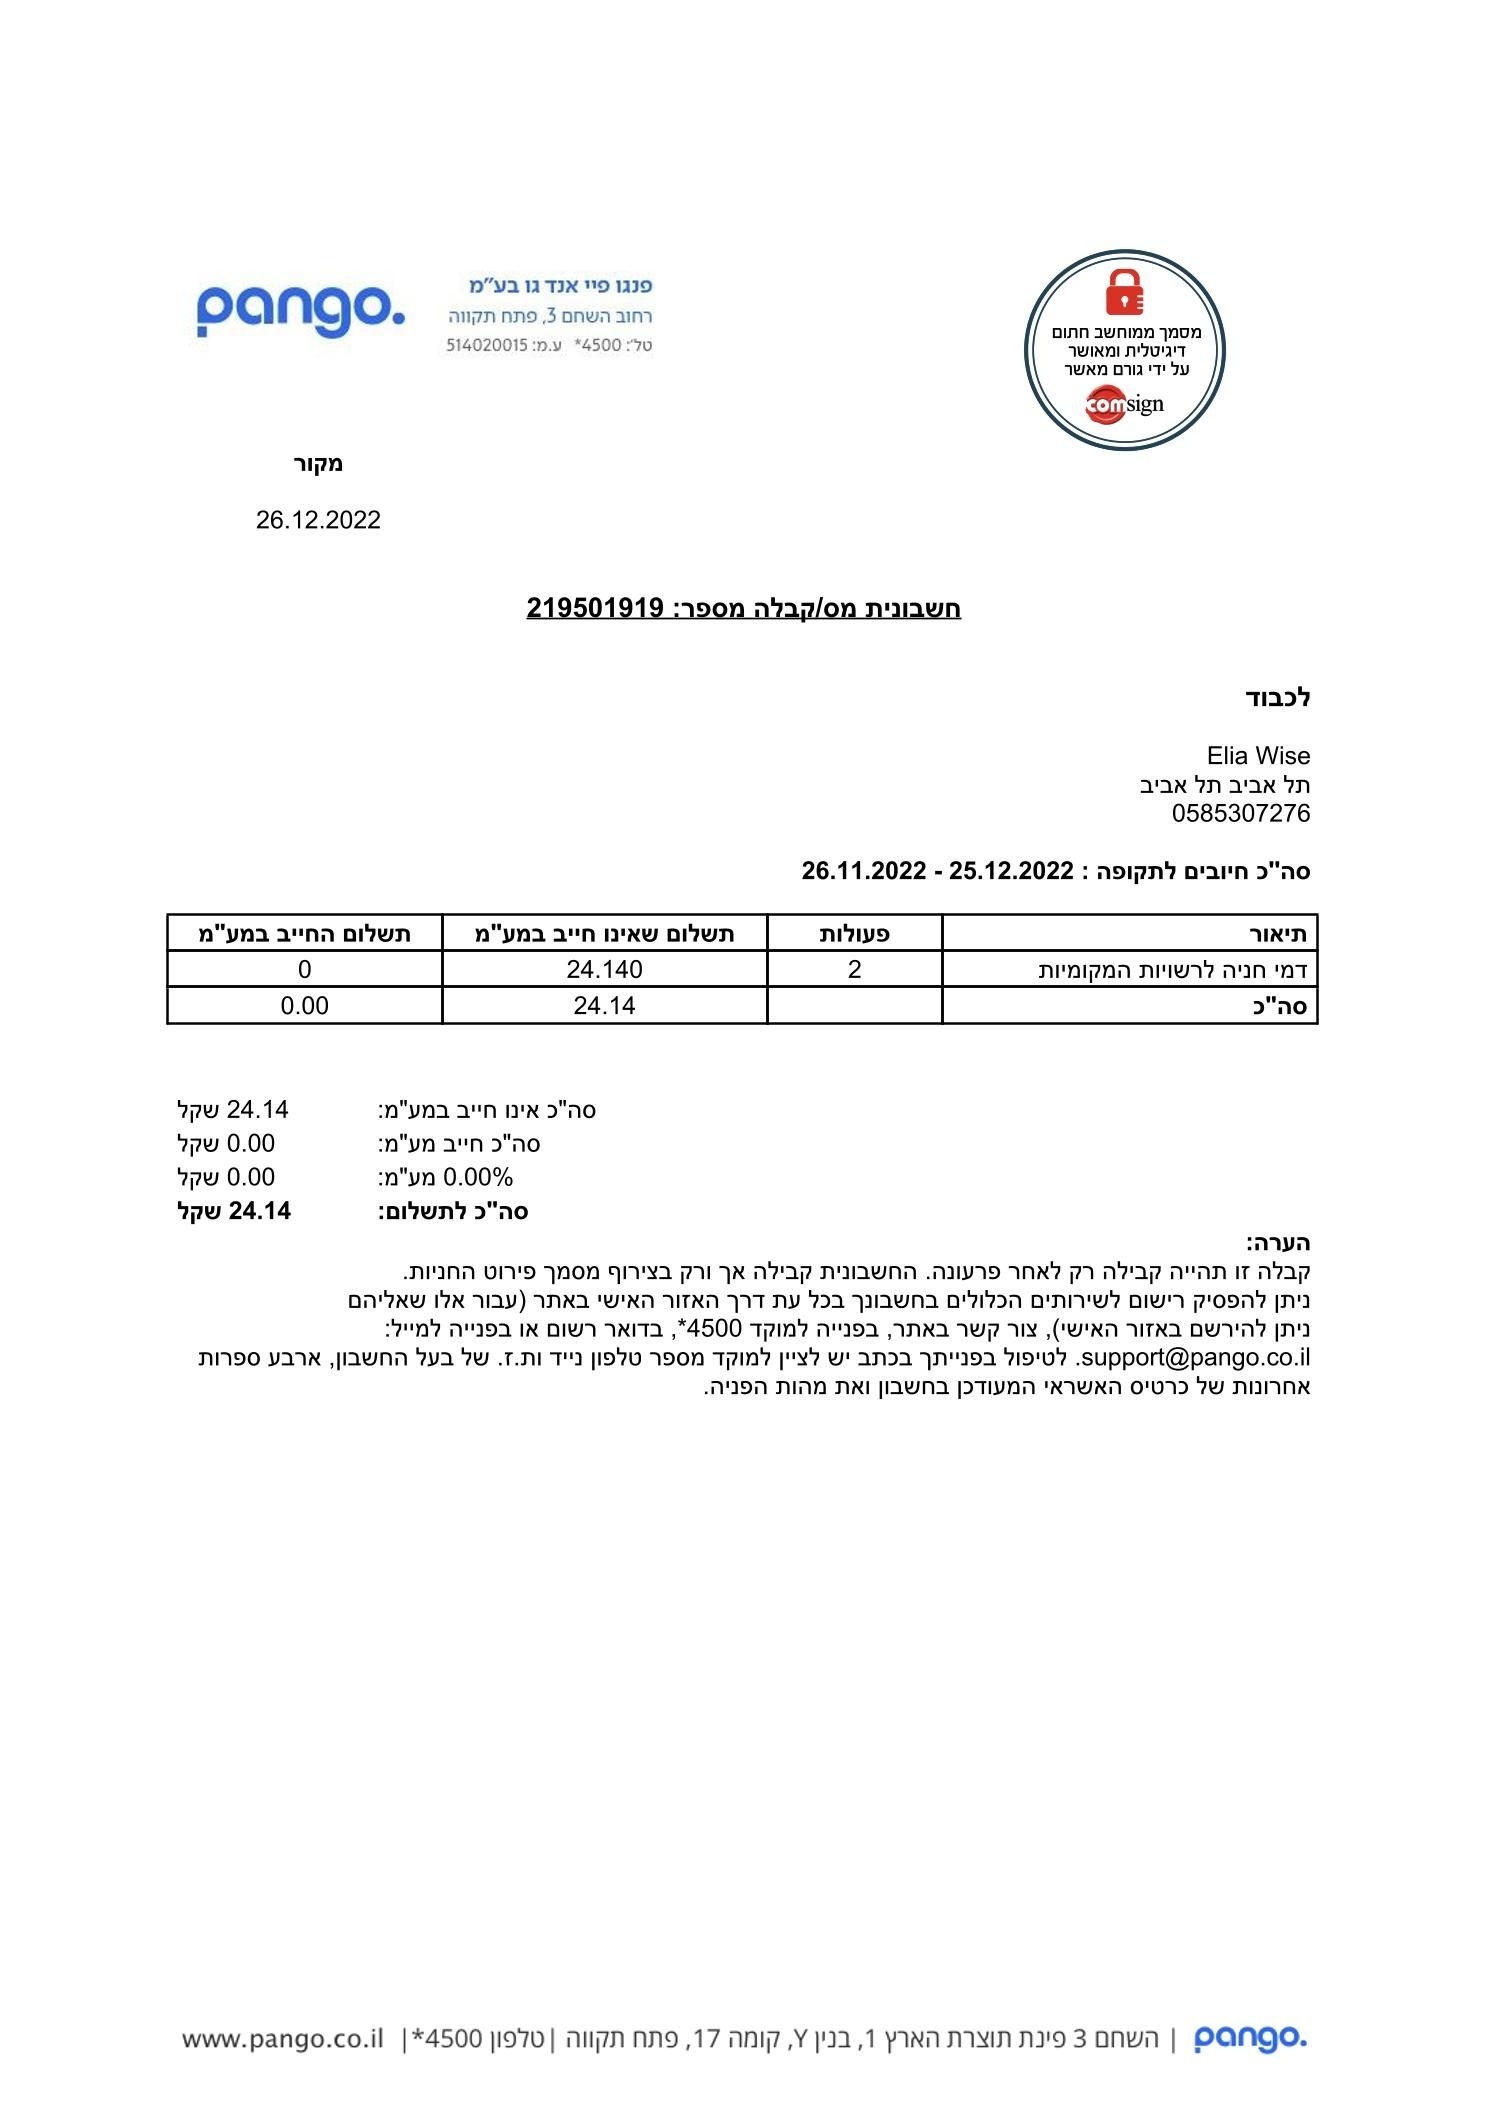 pango.
פנגו פיי אנד גו בע"מ
רחוב השחם 3, פתח תקווה
טל': 4500* ע.מ: 514020015
מסמך ממוחשב חתום
דיגיטלית ומאושר
על ידי גורם מאשר
comsign
מקור
26.12.2022
חשבונית מס/קבלה מספר: 219501919
לכבוד
Elia Wise
תל אביב תל אביב
0585307276
סה"כ חיובים לתקופה : 25.12.2022 - 26.11.2022
תיאור פעולות תשלום שאינו חייב במע"מ תשלום החייב במע"מ
דמי חניה לרשויות המקומיות 2 24.140 0
סה"כ 24.14 0.00
סה"כ אינו חייב במע"מ: 24.14 שקל
סה"כ חייב מע"מ: 0.00 שקל
0.00% מע"מ: 0.00 שקל
סה"כ לתשלום: 24.14 שקל
הערה:
קבלה זו תהייה קבילה רק לאחר פרעונה. החשבונית קבילה אך ורק בצירוף מסמך פירוט החניות.
ניתן להפסיק רישום לשירותים הכלולים בחשבונך בכל עת דרך האזור האישי באתר (עבור אלו שאליהם
ניתן להירשם באזור האישי), צור קשר באתר, בפנייה למוקד 4500*, בדואר רשום או בפנייה למייל:
support@pango.co.il. לטיפול בפנייתך בכתב יש לציין למוקד מספר טלפון נייד ות.ז. של בעל החשבון, ארבע ספרות
אחרונות של כרטיס האשראי המעודכן בחשבון ואת מהות הפניה.
pango. | השחם 3 פינת תוצרת הארץ 1, בנין Y, קומה 17, פתח תקווה | טלפון 4500* | www.pango.co.il